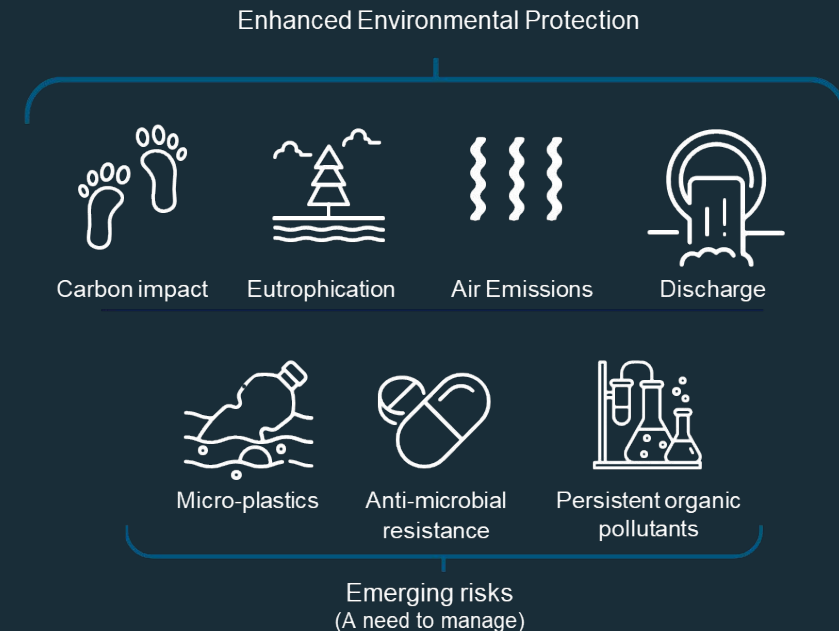 Enhanced Environmental Protection
Carbon impact
Eutrophication
Air Emissions
Discharge
Micro-plastics
Anti-microbial
resistance
Persistent organic
pollutants
Emerging risks
(A need to manage)